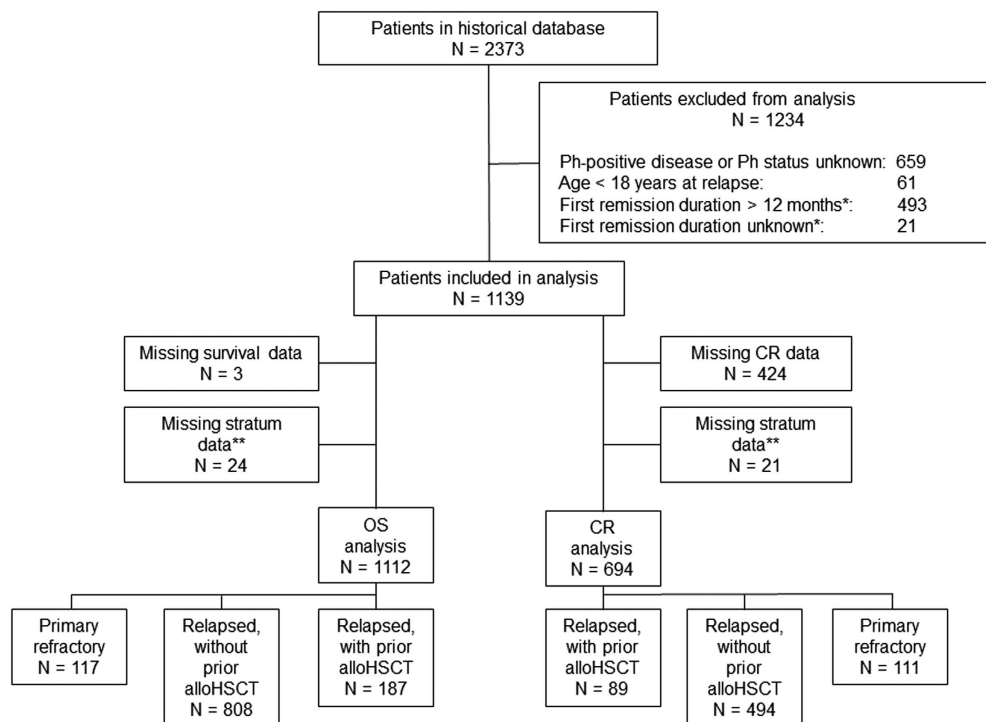 Patients in historical database
N = 2373
Patients excluded from analysis
N = 1234
Ph-positive disease or Ph status unknown: 659
Age < 18 years at relapse: 61
First remission duration > 12 months*: 493
First remission duration unknown*: 21
Patients included in analysis
N = 1139
Missing survival data
N = 3
Missing CR data
N = 424
Missing stratum
data**
N = 24
Missing stratum
data**
N = 21
OS
analysis
N = 1112
CR
analysis
N = 694
Primary
refractory
N = 117
Relapsed,
without
prior
alloHSCT
N = 808
Relapsed,
with prior
alloHSCT
N = 187
Relapsed,
with prior
alloHSCT
N = 89
Relapsed,
without
prior
alloHSCT
N = 494
Primary
refractory
N = 111